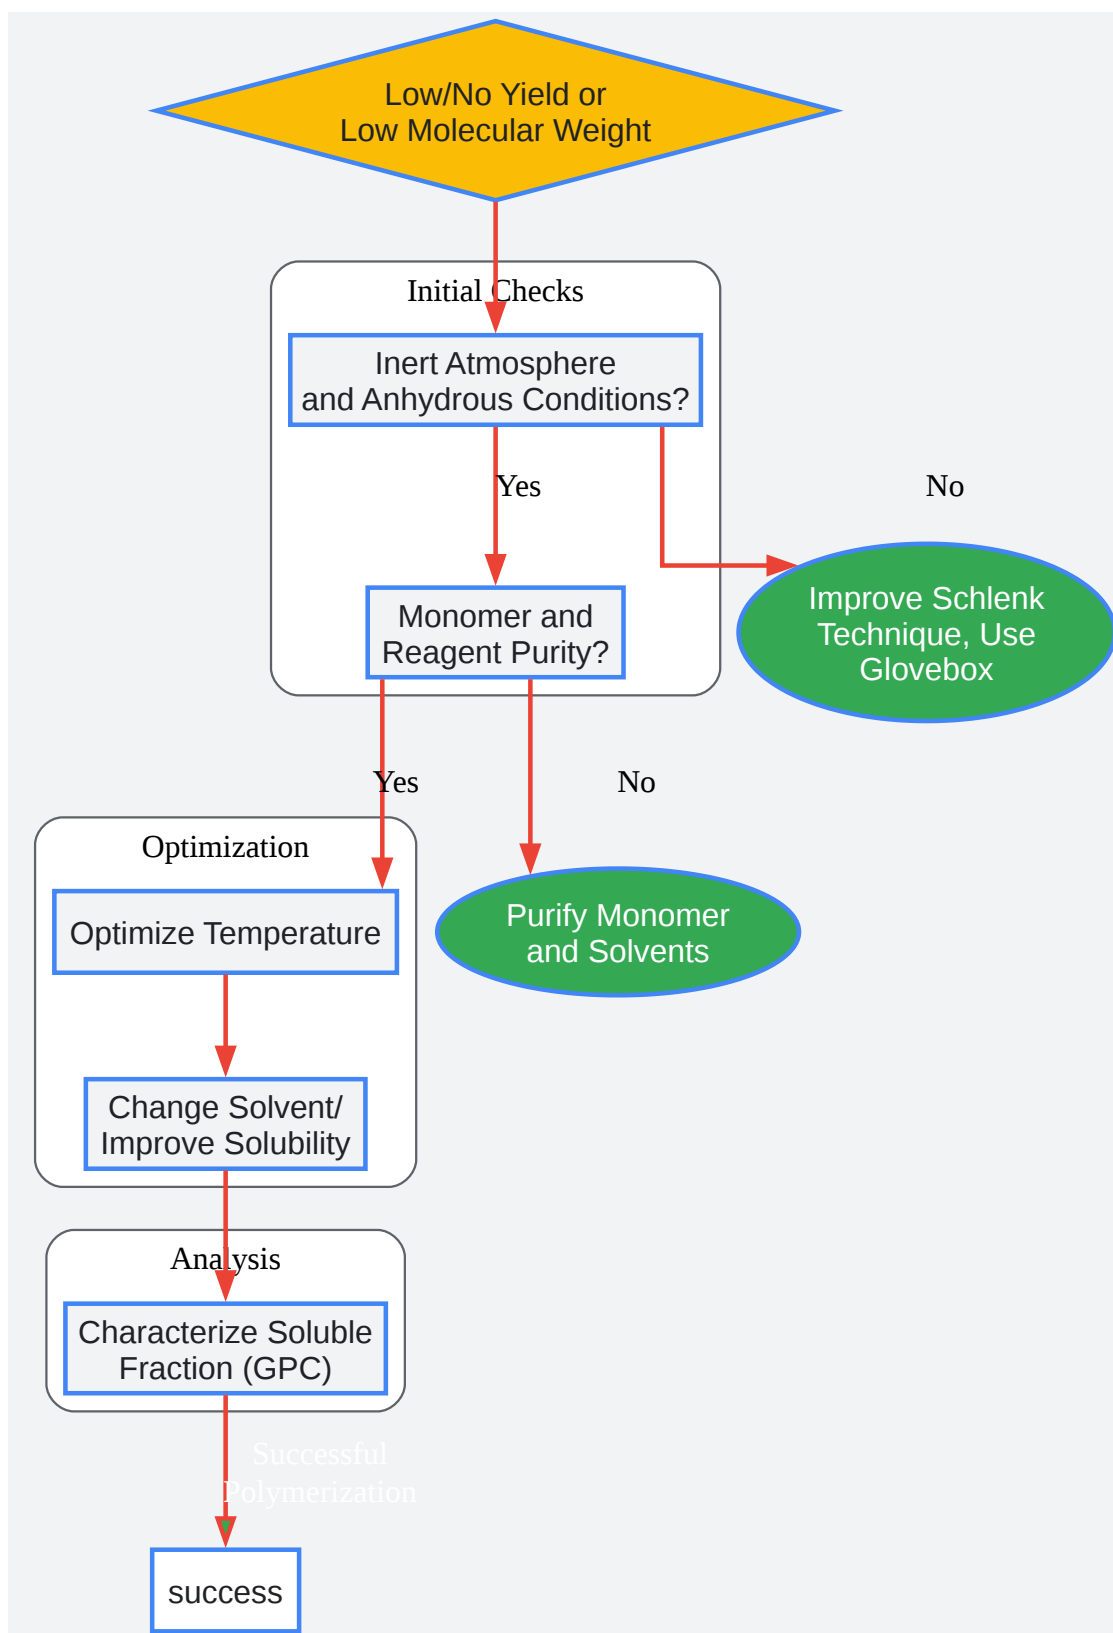 Low/No Yield or
Low Molecular Weight
Initial Checks
Inert Atmosphere
and Anhydrous Conditions?
Yes
No
Monomer and
Reagent Purity?
Improve Schlenk
Technique, Use
Glovebox
Yes
No
Optimization
Optimize Temperature
Purify Monomer
and Solvents
Change Solvent/
Improve Solubility
Analysis
Characterize Soluble
Fraction (GPC)
Successful
Polymerization
success